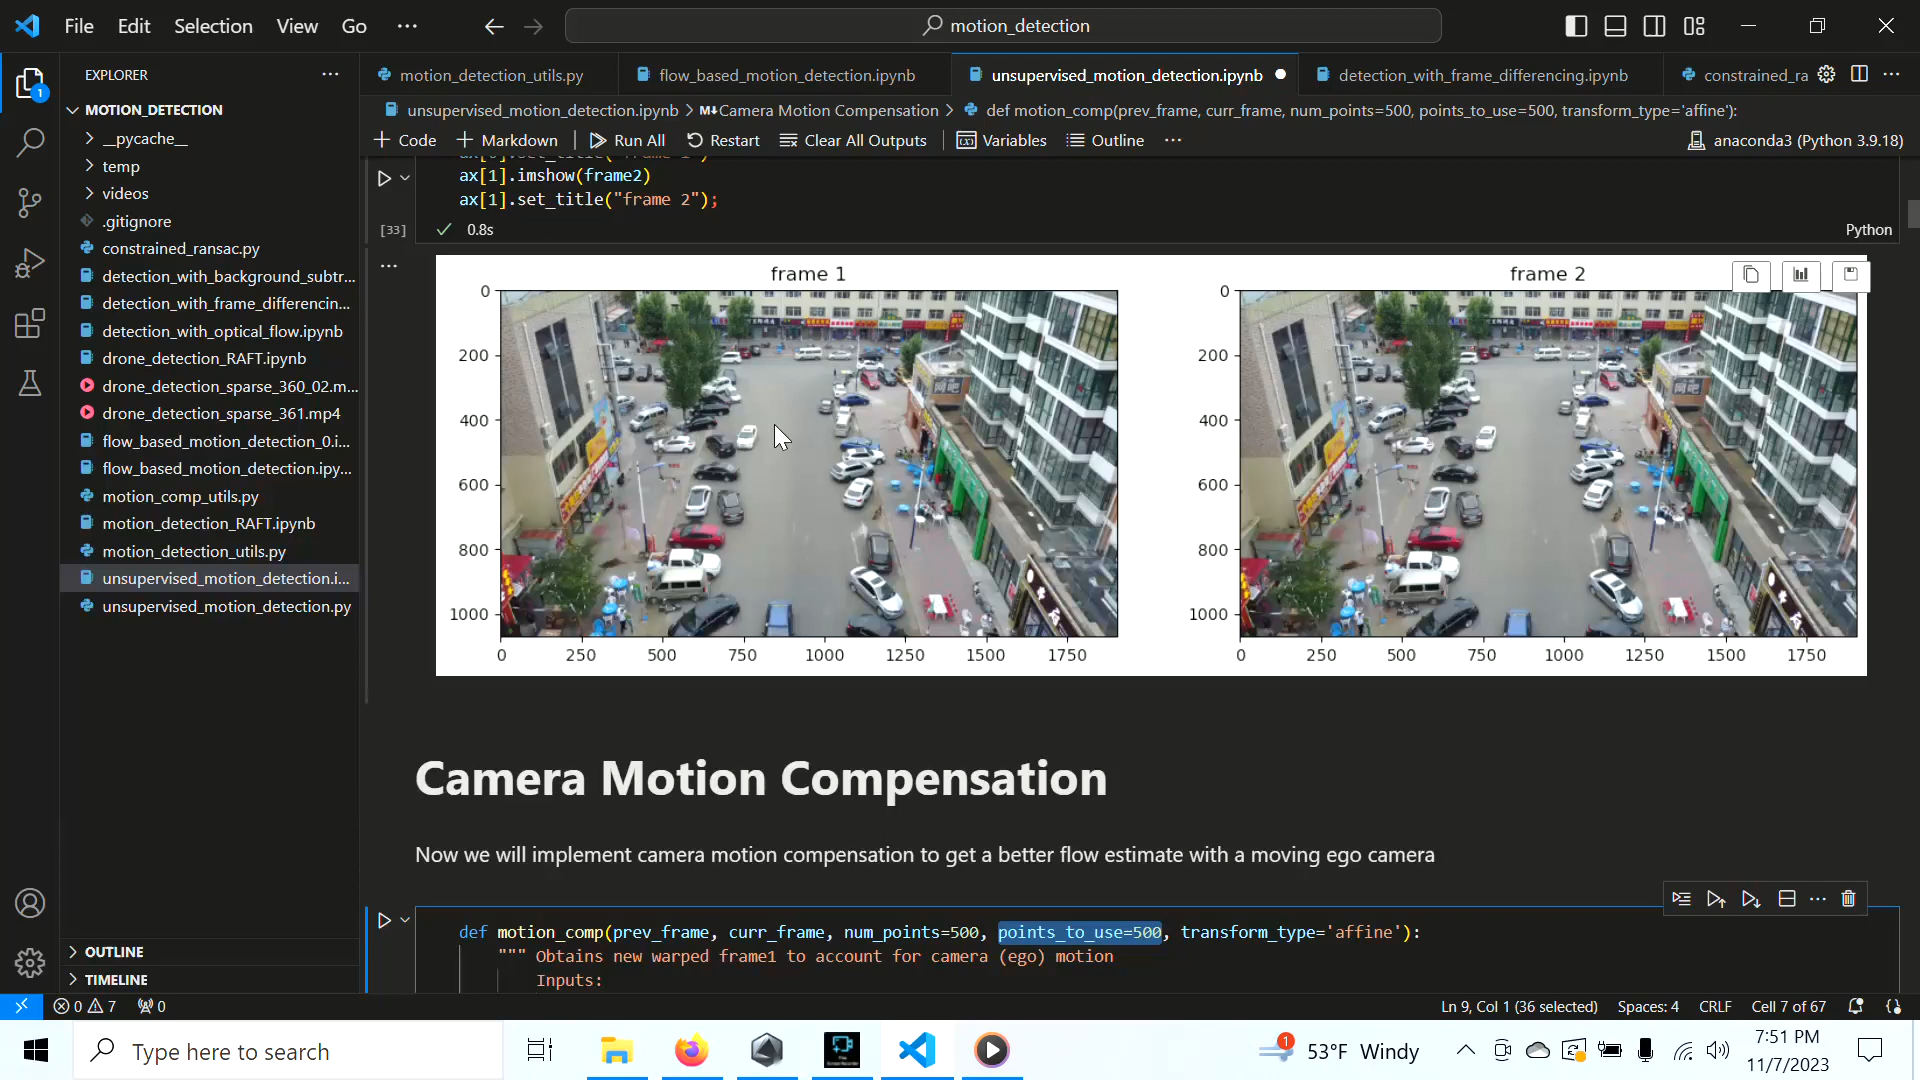 File Edit Selection View Go ···
motion_detection
EXPLORER ···
MOTION_DETECTION
__pycache__
temp
videos
.gitignore
constrained_ransac.py
detection_with_background_subtr...
detection_with_frame_differencin...
detection_with_optical_flow.ipynb
drone_detection_RAFT.ipynb
drone_detection_sparse_360_02.m...
drone_detection_sparse_361.mp4
flow_based_motion_detection_0.i...
flow_based_motion_detection.ipy...
motion_comp_utils.py
motion_detection_RAFT.ipynb
motion_detection_utils.py
unsupervised_motion_detection.i...
unsupervised_motion_detection.py
OUTLINE
TIMELINE
motion_detection_utils.py flow_based_motion_detection.ipynb unsupervised_motion_detection.ipynb detection_with_frame_differencing.ipynb constrained_ra
unsupervised_motion_detection.ipynb > M↓Camera Motion Compensation > def motion_comp(prev_frame, curr_frame, num_points=500, points_to_use=500, transform_type='affine'):
Code Markdown Run All Restart Clear All Outputs Variables Outline ··· anaconda3 (Python 3.9.18)
ax[1].imshow(frame2)
ax[1].set_title("frame 2");
[33] 0.8s Python
frame 1
0
200
400
600
800
1000
0 250 500 750 1000 1250 1500 1750
frame 2
0
200
400
600
800
1000
0 250 500 750 1000 1250 1500 1750
Camera Motion Compensation
Now we will implement camera motion compensation to get a better flow estimate with a moving ego camera
def motion_comp(prev_frame, curr_frame, num_points=500, points_to_use=500, transform_type='affine'):
""" Obtains new warped frame1 to account for camera (ego) motion
Inputs:
0 7 0 Ln 9, Col 1 (36 selected) Spaces: 4 CRLF Cell 7 of 67
Type here to search 1 53°F Windy 7:51 PM
11/7/2023